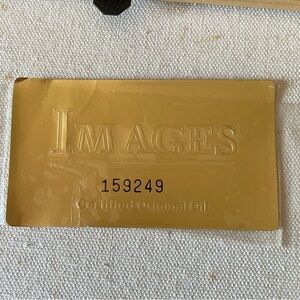 IMAGES
159249
Certified Original Oil